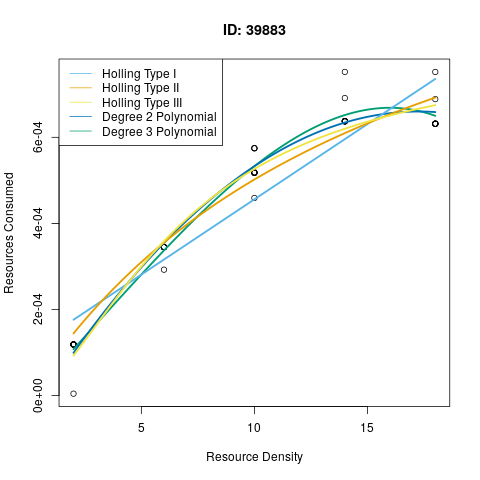 ID: 39883
Holling Type I
Holling Type II
Holling Type III
Degree 2 Polynomial
Degree 3 Polynomial
Resources Consumed
0e+00
2e-04
4e-04
6e-04
5
10
15
Resource Density